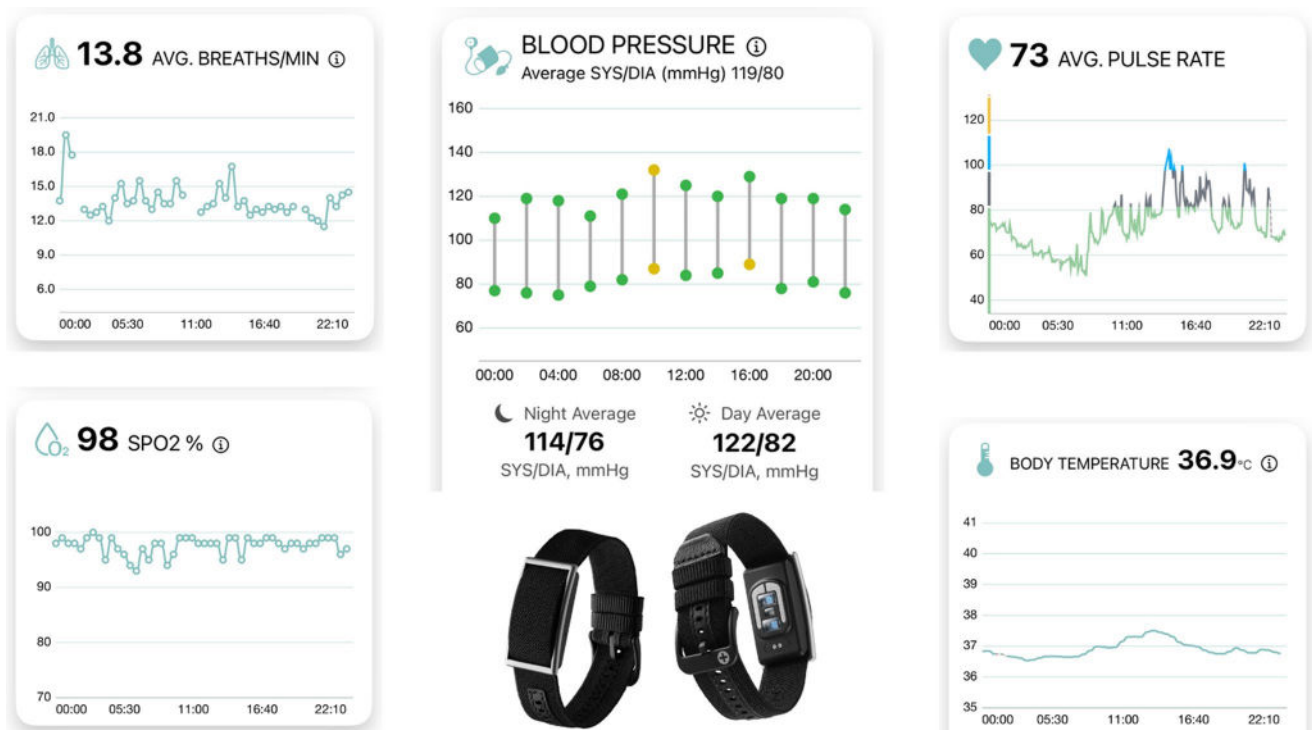 13.8 AVG. BREATHS/MIN
21.0
18.0
15.0
12.0
9.0
6.0
00:00 05:30 11:00 16:40 22:10
BLOOD PRESSURE
Average SYS/DIA (mmHg) 119/80
160
140
120
100
80
60
00:00 04:00 08:00 12:00 16:00 20:00
Night Average
114/76
SYS/DIA, mmHg
Day Average
122/82
SYS/DIA, mmHg
73 AVG. PULSE RATE
120
100
80
60
40
00:00 05:30 11:00 16:40 22:10
O2 98 SPO2 %
100
90
80
70
00:00 05:30 11:00 16:40 22:10
BODY TEMPERATURE 36.9°C
41
40
39
38
37
36
35
00:00 05:30 11:00 16:40 22:10